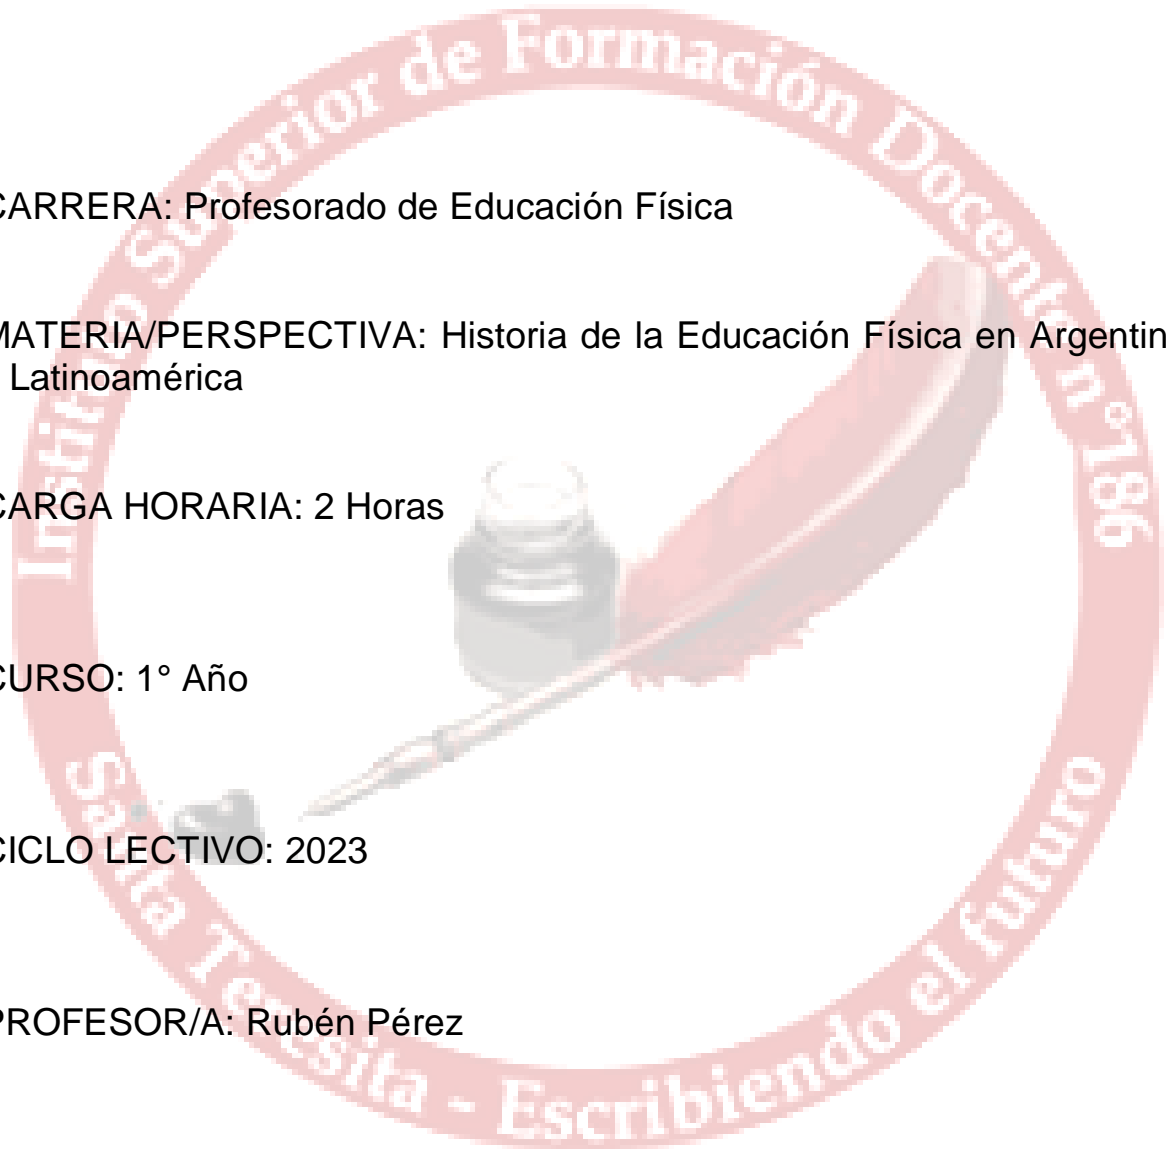 Instituto Superior de Formación Docente n°186
CARRERA: Profesorado de Educación Física
MATERIA/PERSPECTIVA: Historia de la Educación Física en Argentin
Latinoamérica
CARGA HORARIA: 2 Horas
CURSO: 1° Año
CICLO LECTIVO: 2023
PROFESOR/A: Rubén Pérez
Santa Teresita - Escribiendo el futuro